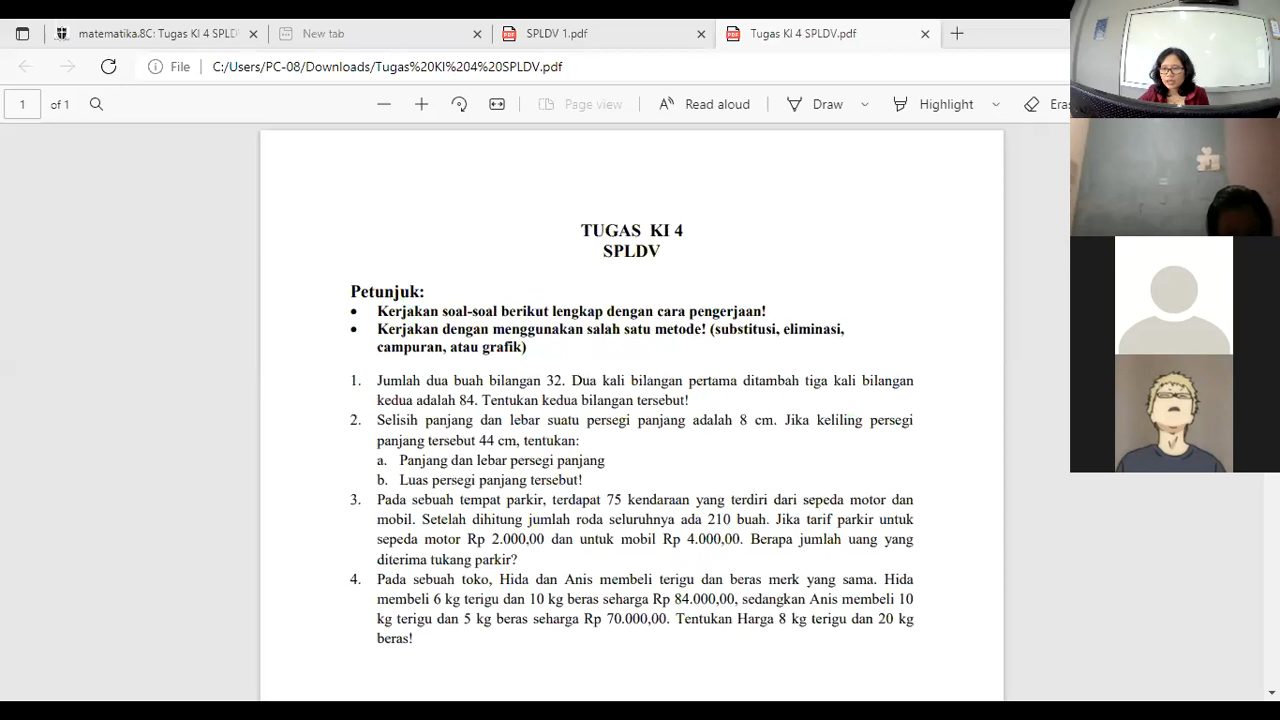 matematika.8C: Tugas KI 4 SPLD
New tab
SPLDV 1.pdf
Tugas KI 4 SPLDV.pdf
File
C:/Users/PC-08/Downloads/Tugas%20KI%204%20SPLDV.pdf
1
of 1
Page view
Read aloud
Draw
Highlight
Eras
TUGAS KI 4
SPLDV
Petunjuk:
• Kerjakan soal-soal berikut lengkap dengan cara pengerjaan!
• Kerjakan dengan menggunakan salah satu metode! (substitusi, eliminasi,
campuran, atau grafik)
1. Jumlah dua buah bilangan 32. Dua kali bilangan pertama ditambah tiga kali bilangan
kedua adalah 84. Tentukan kedua bilangan tersebut!
2. Selisih panjang dan lebar suatu persegi panjang adalah 8 cm. Jika keliling persegi
panjang tersebut 44 cm, tentukan:
a. Panjang dan lebar persegi panjang
b. Luas persegi panjang tersebut!
3. Pada sebuah tempat parkir, terdapat 75 kendaraan yang terdiri dari sepeda motor dan
mobil. Setelah dihitung jumlah roda seluruhnya ada 210 buah. Jika tarif parkir untuk
sepeda motor Rp 2.000,00 dan untuk mobil Rp 4.000,00. Berapa jumlah uang yang
diterima tukang parkir?
4. Pada sebuah toko, Hida dan Anis membeli terigu dan beras merk yang sama. Hida
membeli 6 kg terigu dan 10 kg beras seharga Rp 84.000,00, sedangkan Anis membeli 10
kg terigu dan 5 kg beras seharga Rp 70.000,00. Tentukan Harga 8 kg terigu dan 20 kg
beras!